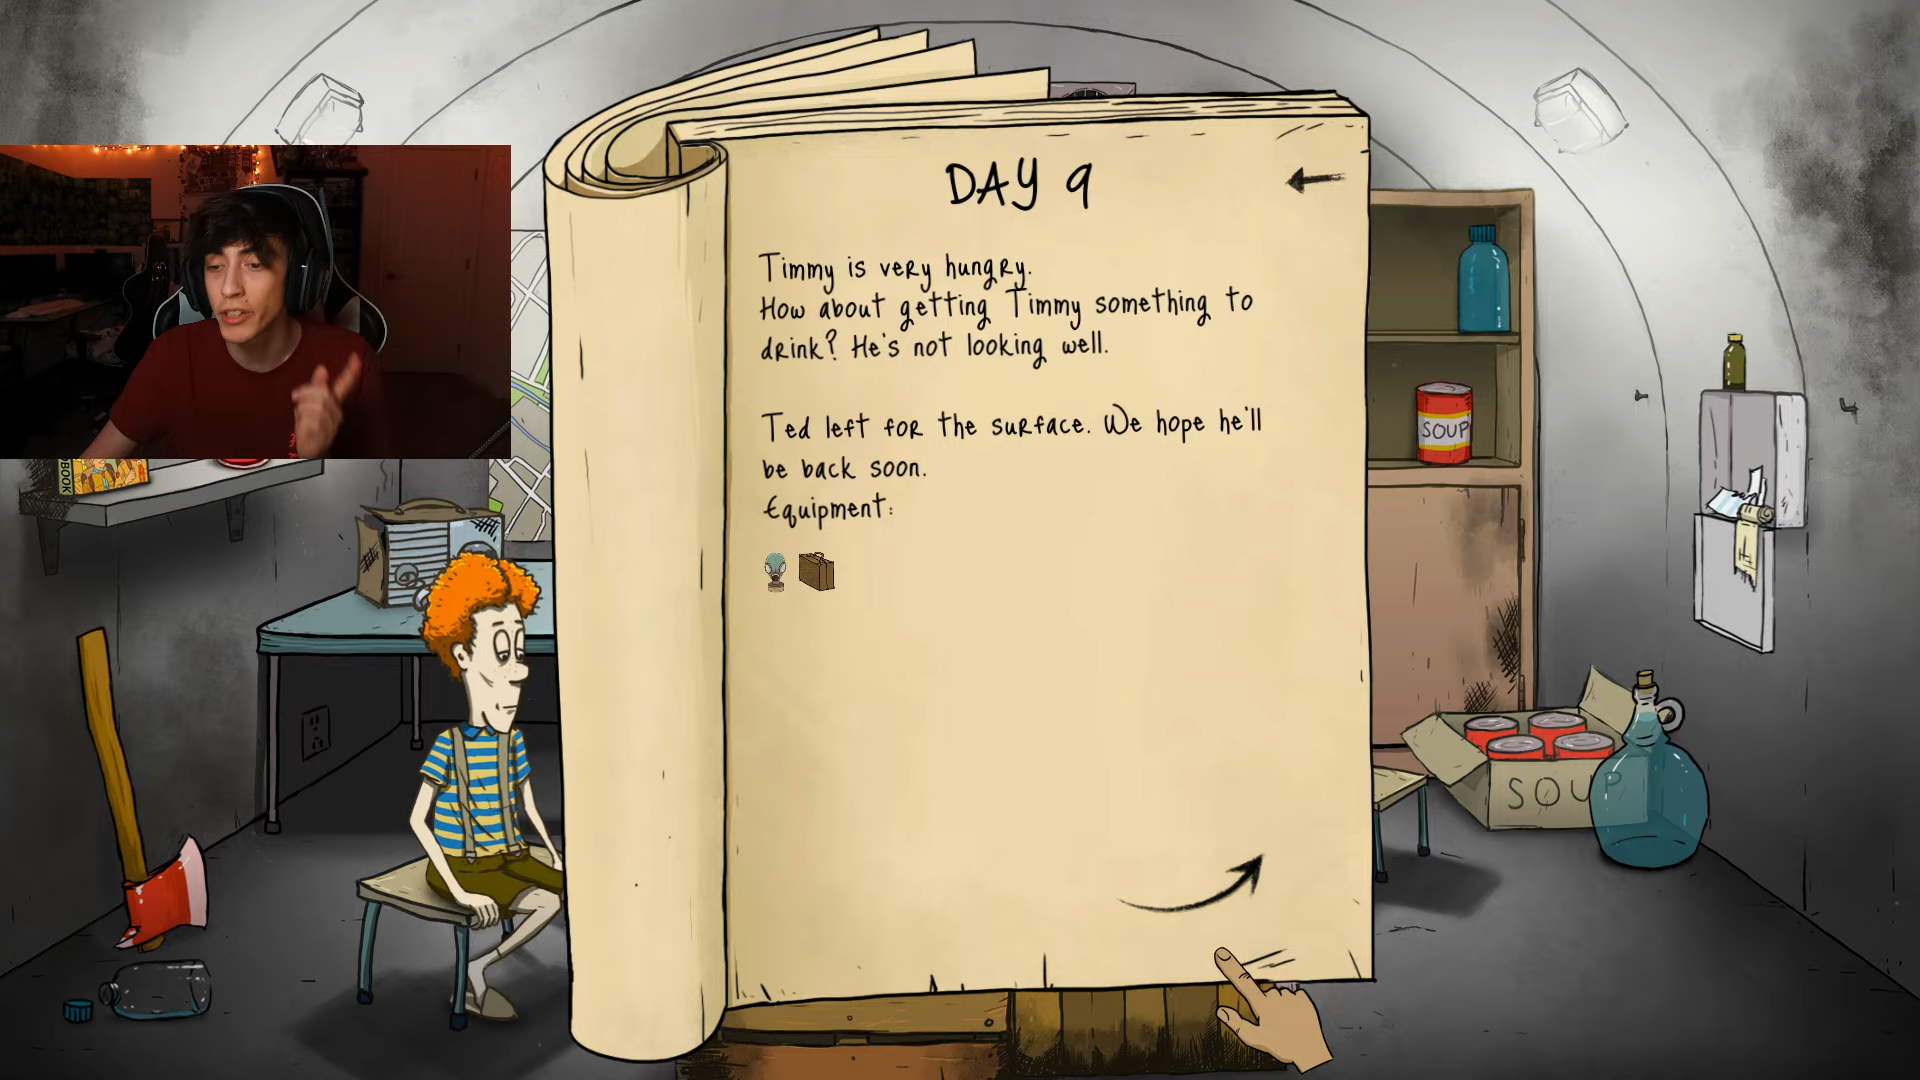 DAY 9
Timmy is very hungry.
How about getting Timmy something to
drink? He's not looking well.
Ted left for the surface. We hope he'll
be back soon.
Equipment:
SOUP
SOUP